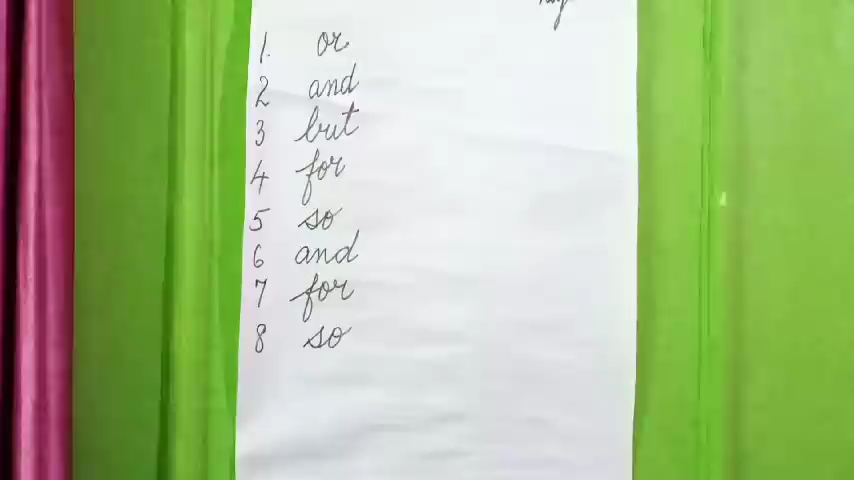 1. or
2 and
3 but
4 for
5 so
6 and
7 for
8 so